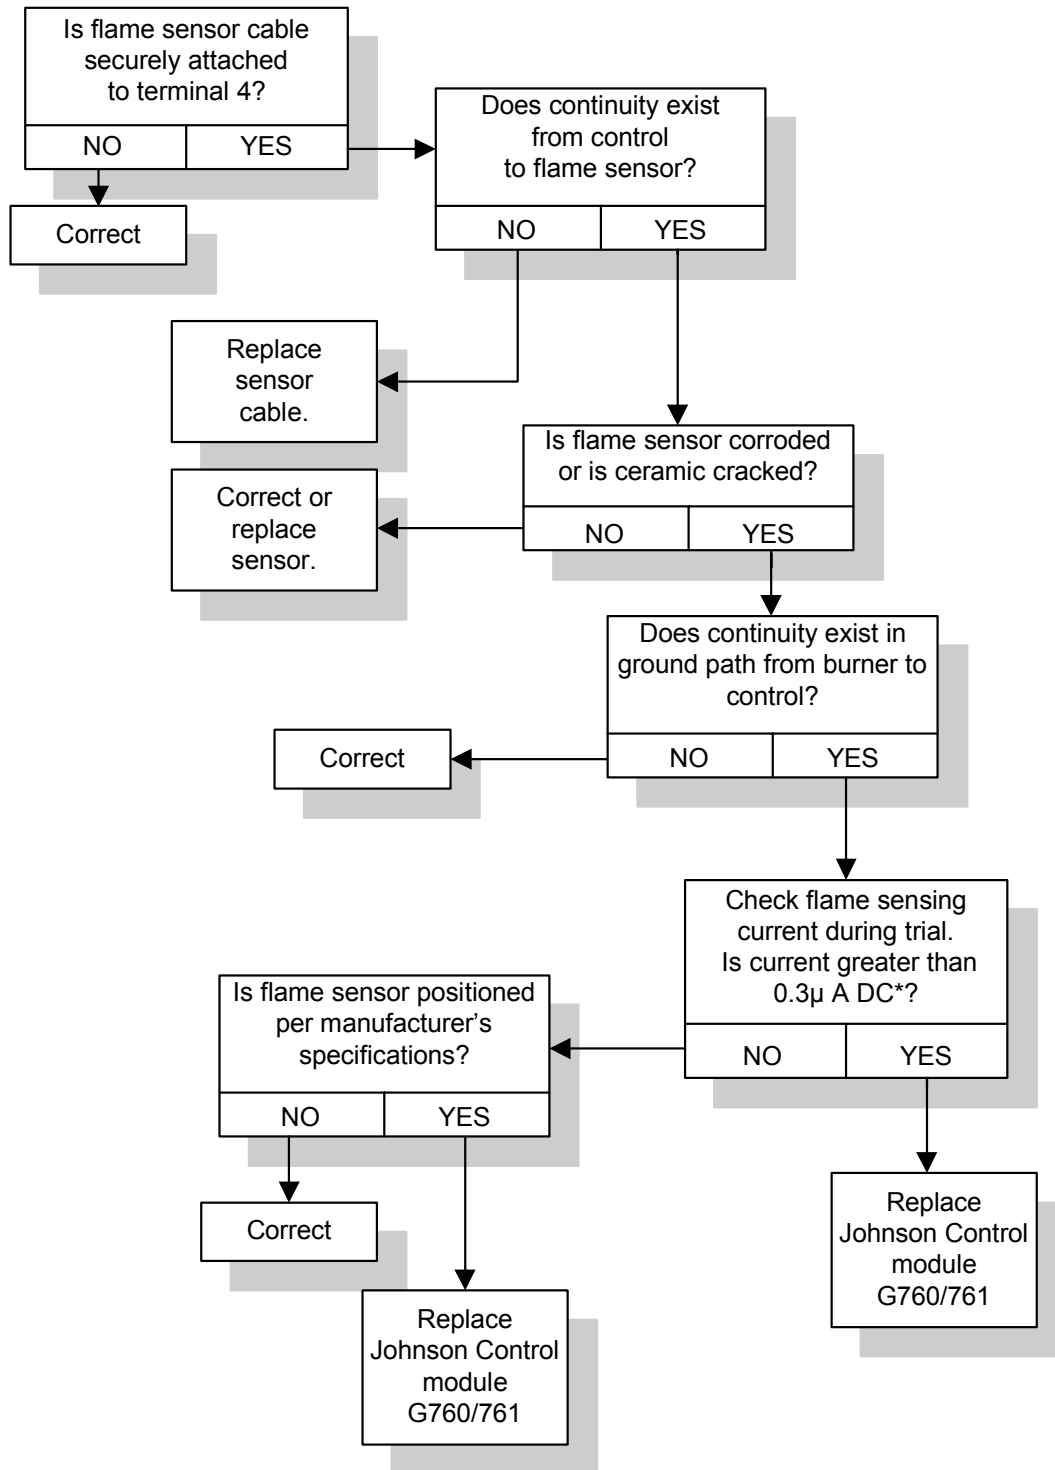 Is flame sensor cable
securely attached
to terminal 4?
NO
YES
Correct
Does continuity exist
from control
to flame sensor?
NO
YES
Replace
sensor
cable.
Is flame sensor corroded
or is ceramic cracked?
NO
YES
Correct or
replace
sensor.
Does continuity exist in
ground path from burner to
control?
NO
YES
Correct
Check flame sensing
current during trial.
Is current greater than
0.3µ A DC*?
NO
YES
Is flame sensor positioned
per manufacturer’s
specifications?
NO
YES
Correct
Replace
Johnson Control
module
G760/761
Replace
Johnson Control
module
G760/761